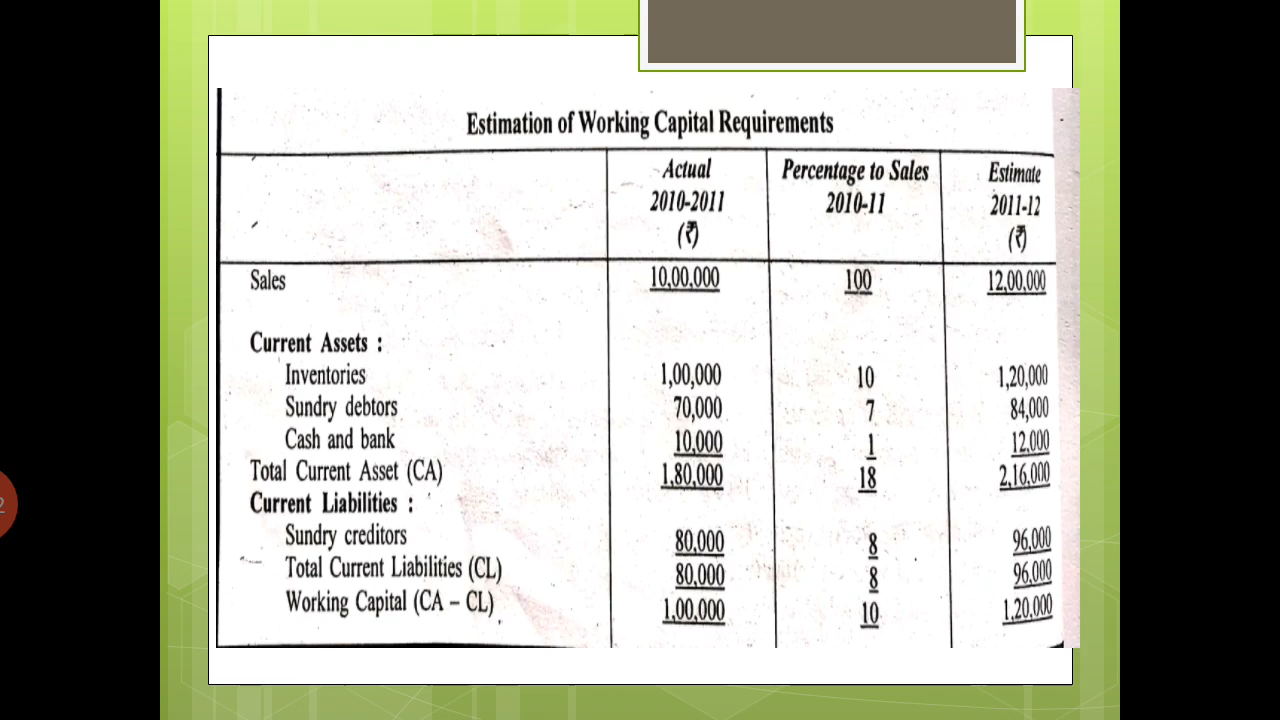 Estimation of Working Capital Requirements
Actual Percentage to Sales Estimate
2010-2011 2010-11 2011-12
(₹) (₹)
Sales 10,00,000 100 12,00,000
Current Assets :
Inventories 1,00,000 10 1,20,000
Sundry debtors 70,000 7 84,000
Cash and bank 10,000 1 12,000
Total Current Asset (CA) 1,80,000 18 2,16,000
Current Liabilities :
Sundry creditors 80,000 8 96,000
Total Current Liabilities (CL) 80,000 8 96,000
Working Capital (CA – CL) 1,00,000 10 1,20,000
2